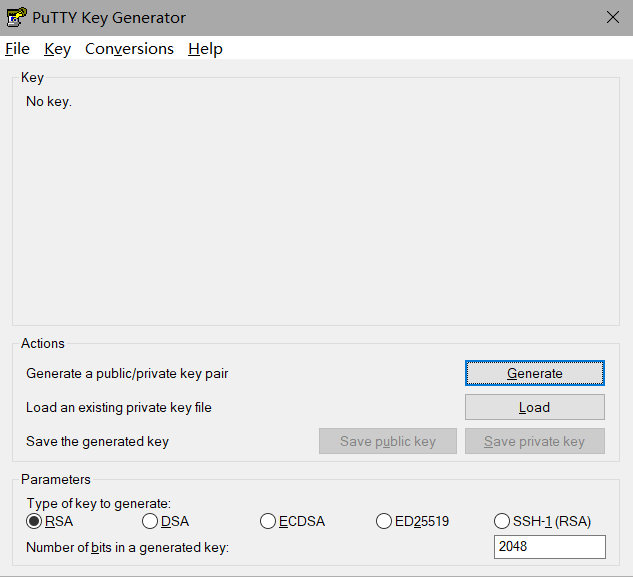 PuTTY Key Generator
File Key Conversions Help
Key
No key.
Actions
Generate a public/private key pair Generate
Load an existing private key file Load
Save the generated key Save public key Save private key
Parameters
Type of key to generate:
RSA DSA ECDSA ED25519 SSH-1 (RSA)
Number of bits in a generated key: 2048